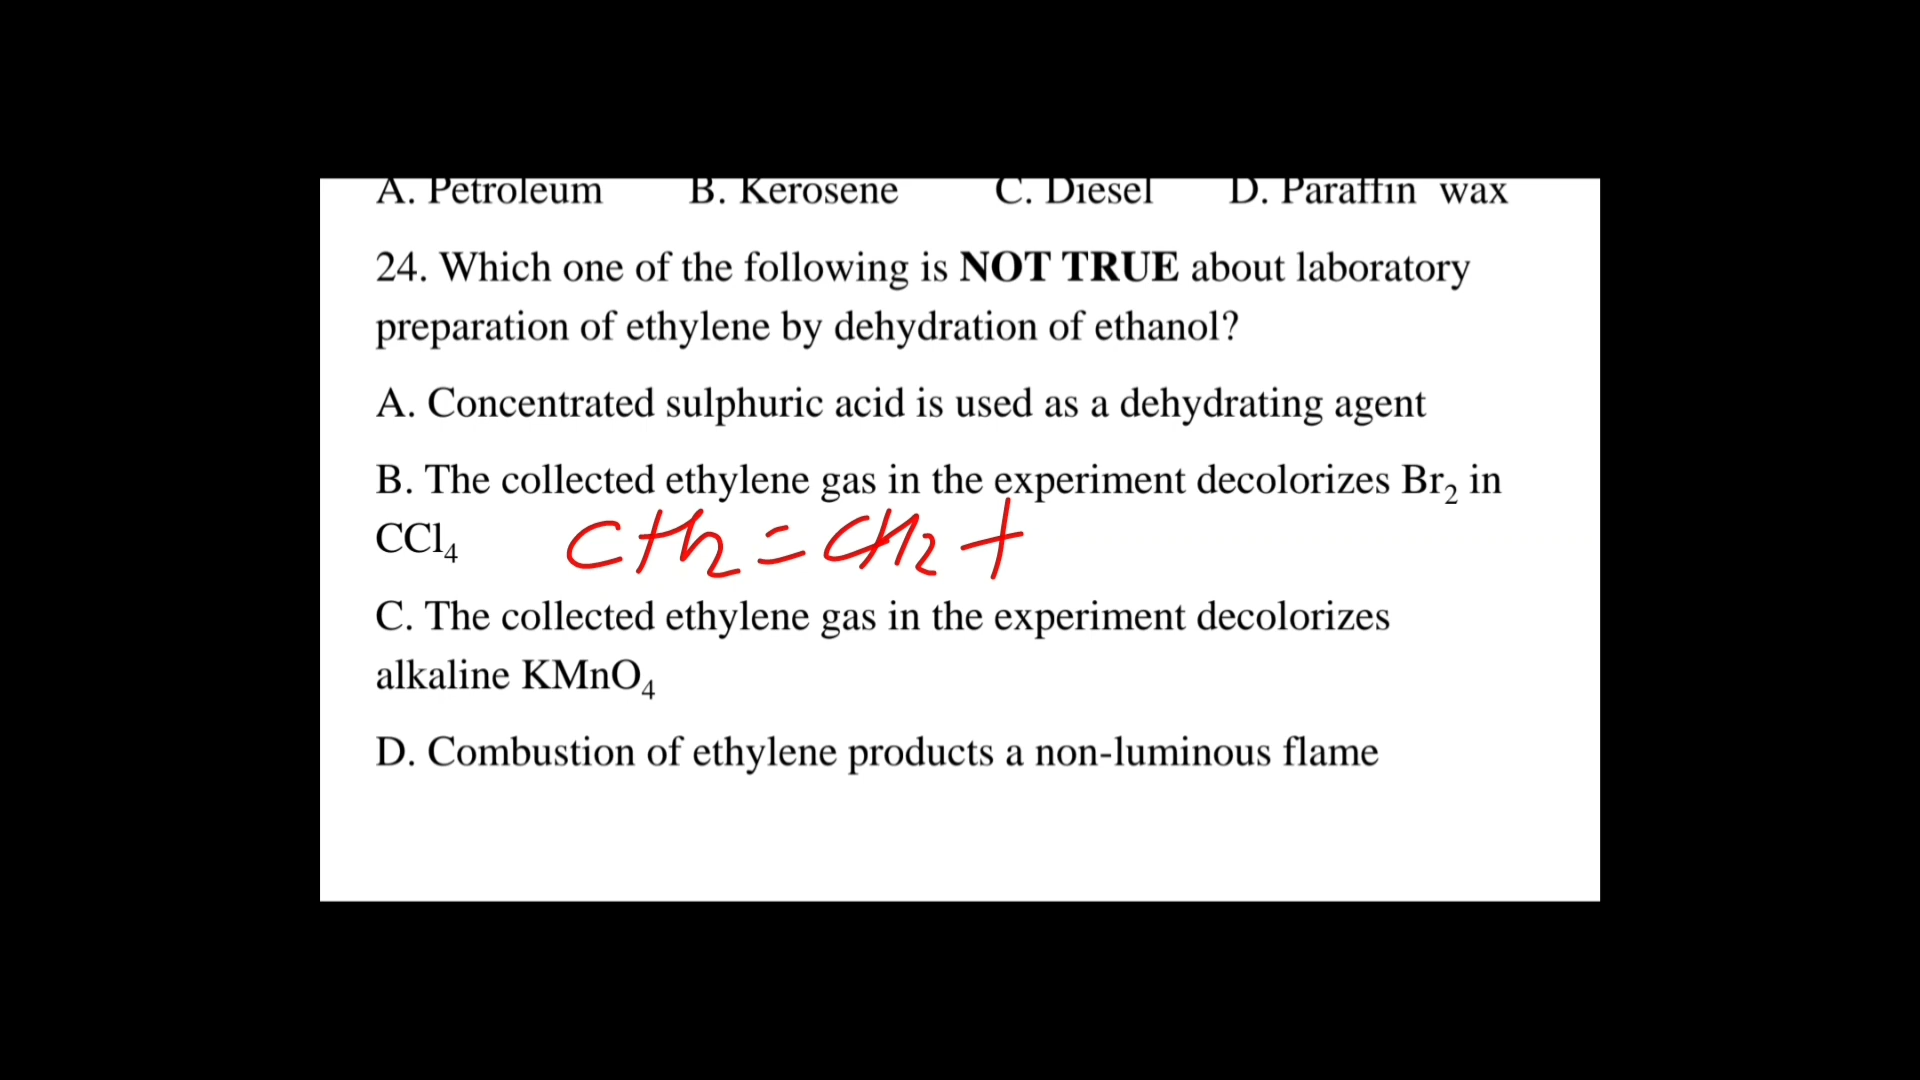 A. Petroleum B. Kerosene C. Diesel D. Paraffin wax
24. Which one of the following is NOT TRUE about laboratory
preparation of ethylene by dehydration of ethanol?
A. Concentrated sulphuric acid is used as a dehydrating agent
B. The collected ethylene gas in the experiment decolorizes Br₂ in
CCl₄ CH₂=CH₂+
C. The collected ethylene gas in the experiment decolorizes
alkaline KMnO₄
D. Combustion of ethylene products a non-luminous flame